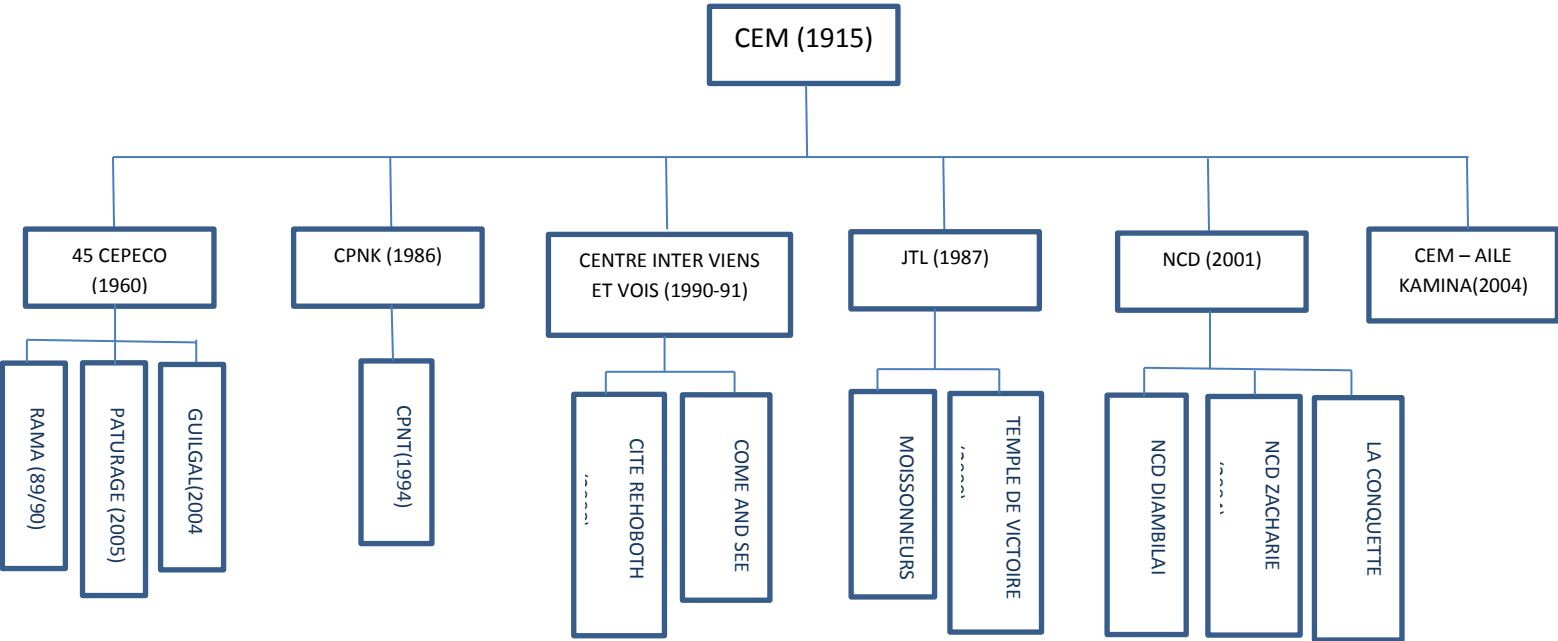 CEM (1915)
45 CEPECO
(1960)
CPNK (1986)
CENTRE INTER VIENS
ET VOIS (1990-91)
JTL (1987)
NCD (2001)
CEM – AILE
KAMINA(2004)
RAMA (89/90)
PATURAGE (2005)
GUILGAL(2004
CPNT(1994)
CITE REHOBOTH
COME AND SEE
MOISSONNEURS
TEMPLE DE VICTOIRE
NCD DIAMBILAI
NCD ZACHARIE
LA CONQUETTE